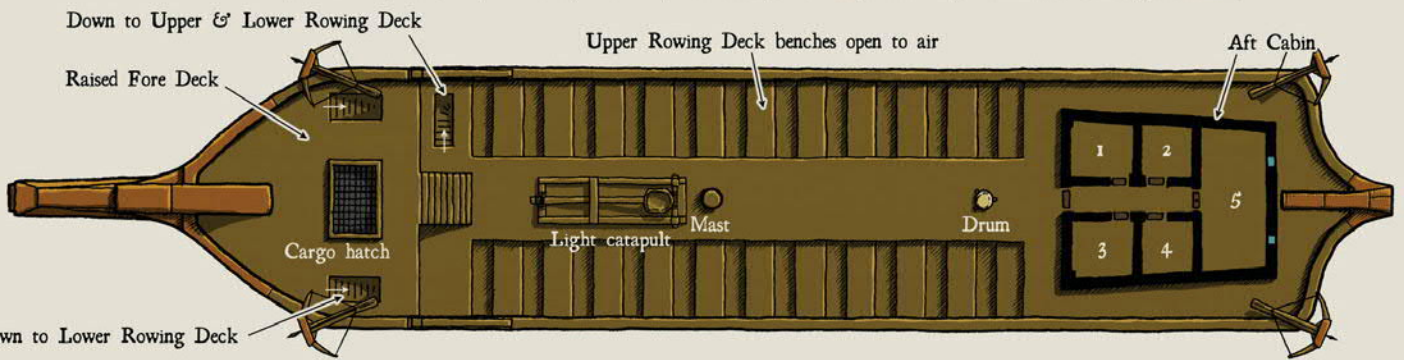 Down to Upper & Lower Rowing Deck
Upper Rowing Deck benches open to air
Aft Cabin
Raised Fore Deck
1
2
5
Mast
Drum
Light catapult
Cargo hatch
3
4
wn to Lower Rowing Deck